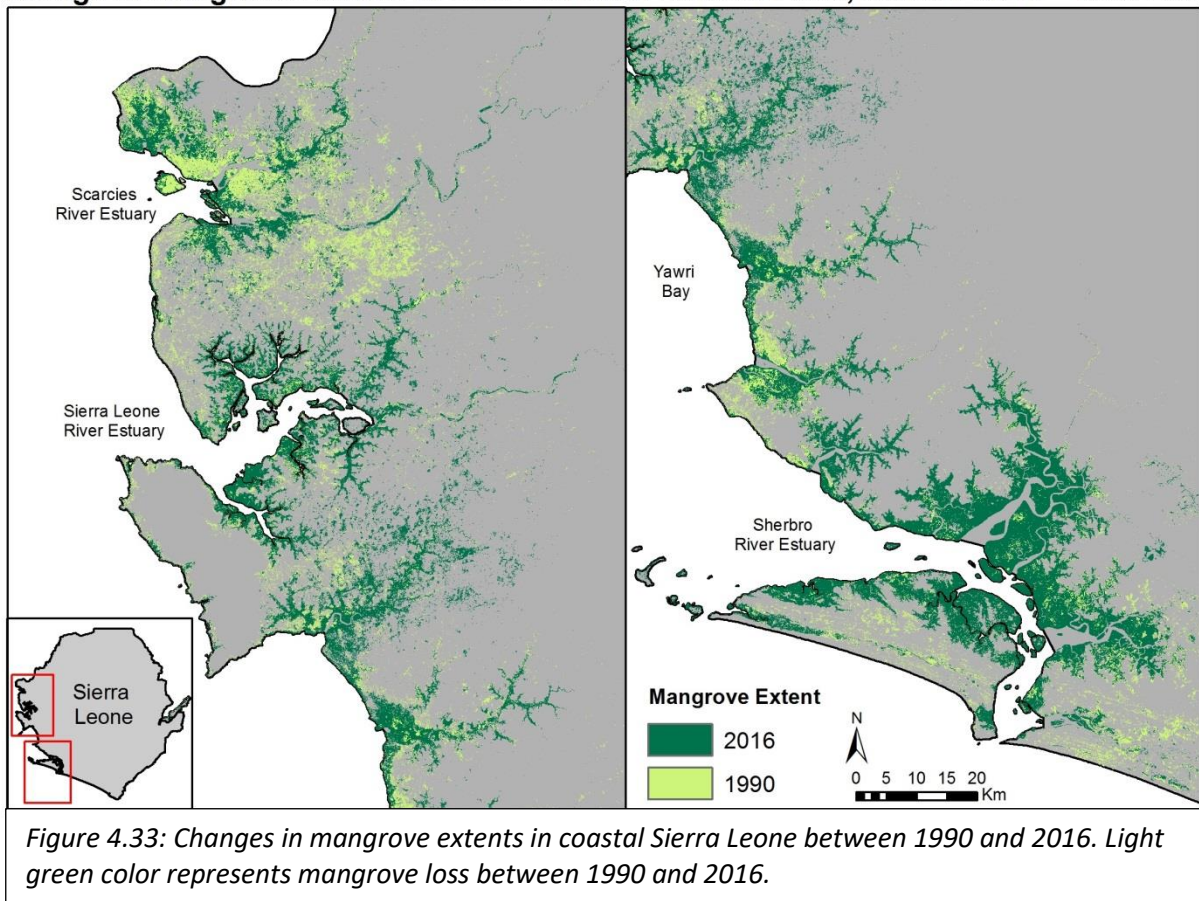 Scarcies
River Estuary
Sierra Leone
River Estuary
Sierra
Leone
Yawri
Bay
Sherbro
River Estuary
Mangrove Extent
2016
1990
N
0 5 10 15 20
Km
Figure 4.33: Changes in mangrove extents in coastal Sierra Leone between 1990 and 2016. Light
green color represents mangrove loss between 1990 and 2016.